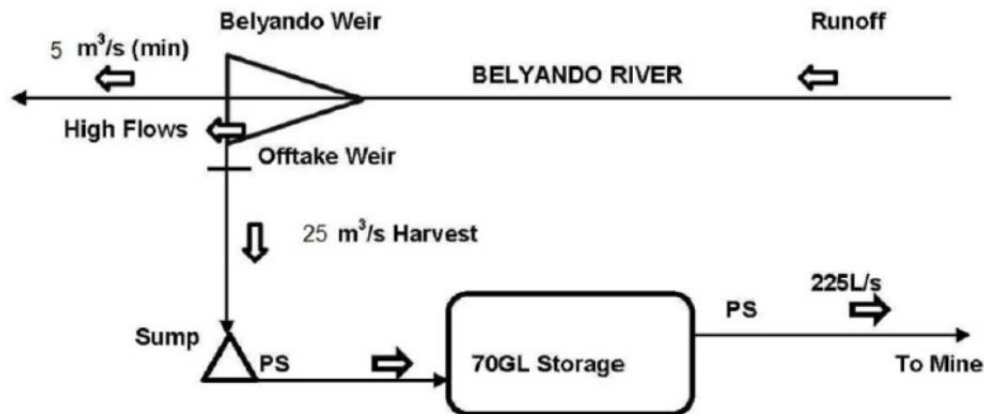 Belyando Weir
Runoff
5 m³/s (min)
BELYANDO RIVER
High Flows
Offtake Weir
25 m³/s Harvest
225L/s
PS
Sump
PS
70GL Storage
To Mine